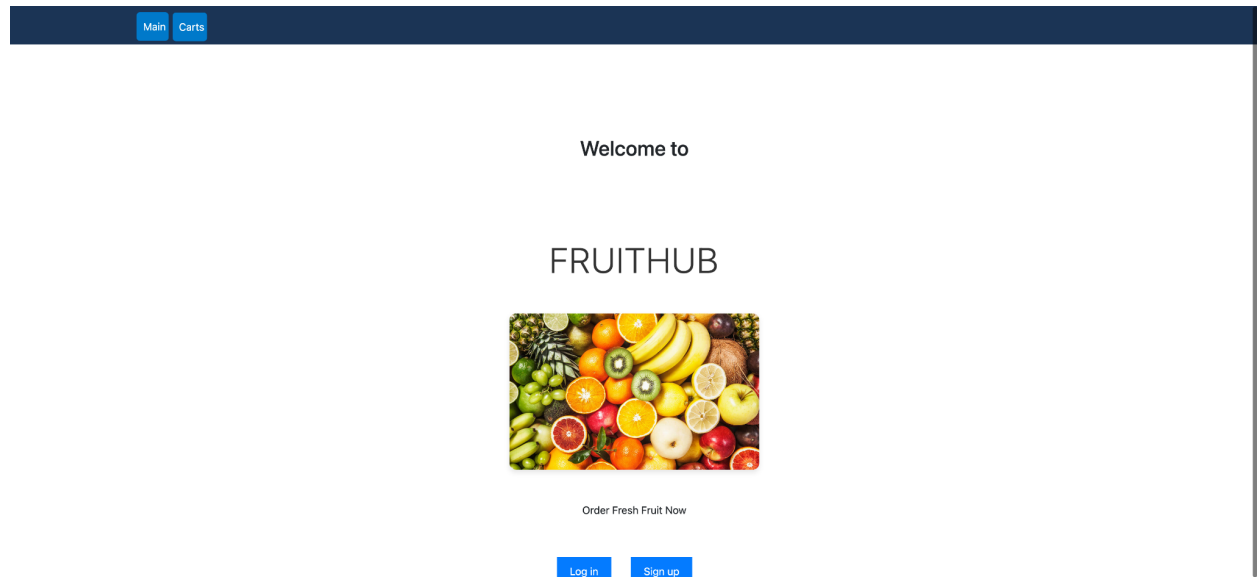 Main Carts
Welcome to
FRUITHUB
Order Fresh Fruit Now
Log in Sign up